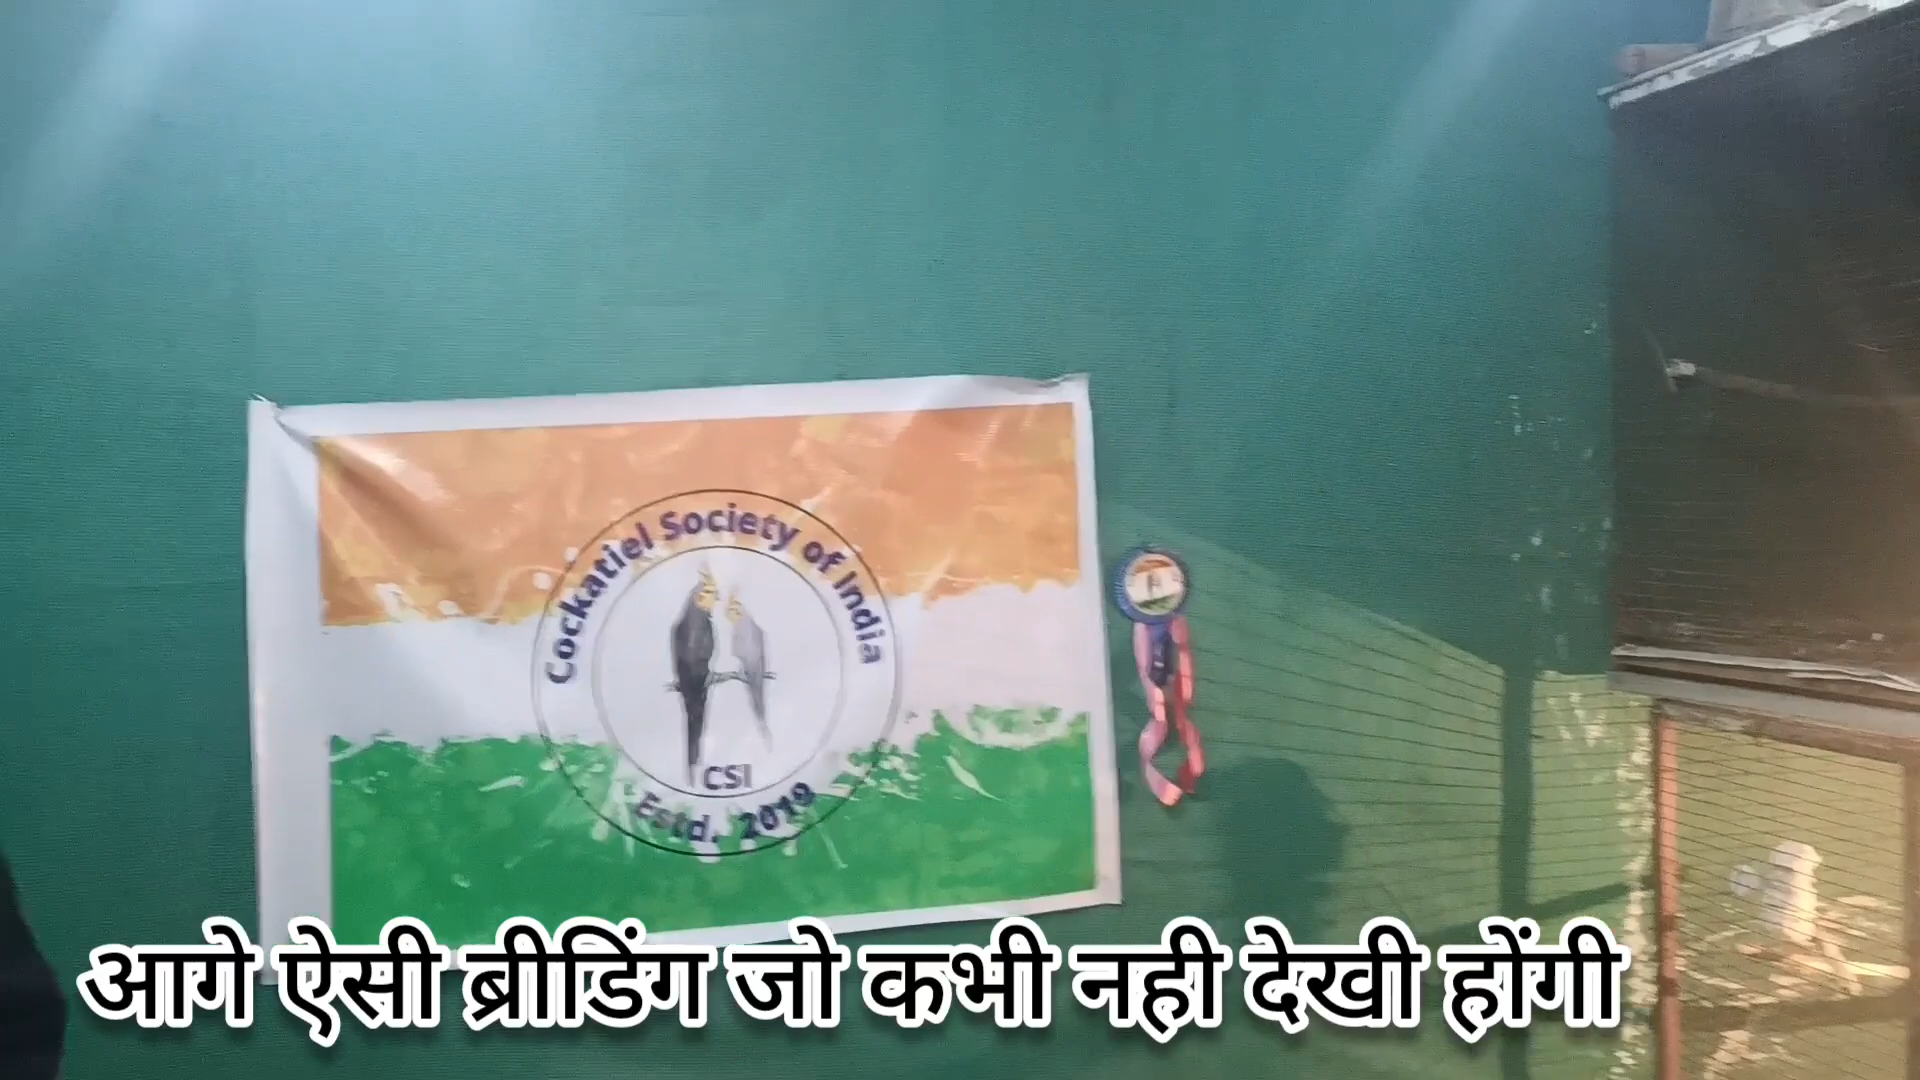 Cockatiel Society of India
CSI
Estd. 2019
आगे ऐसी ब्रीडिंग जो कभी नही देखी होंगी